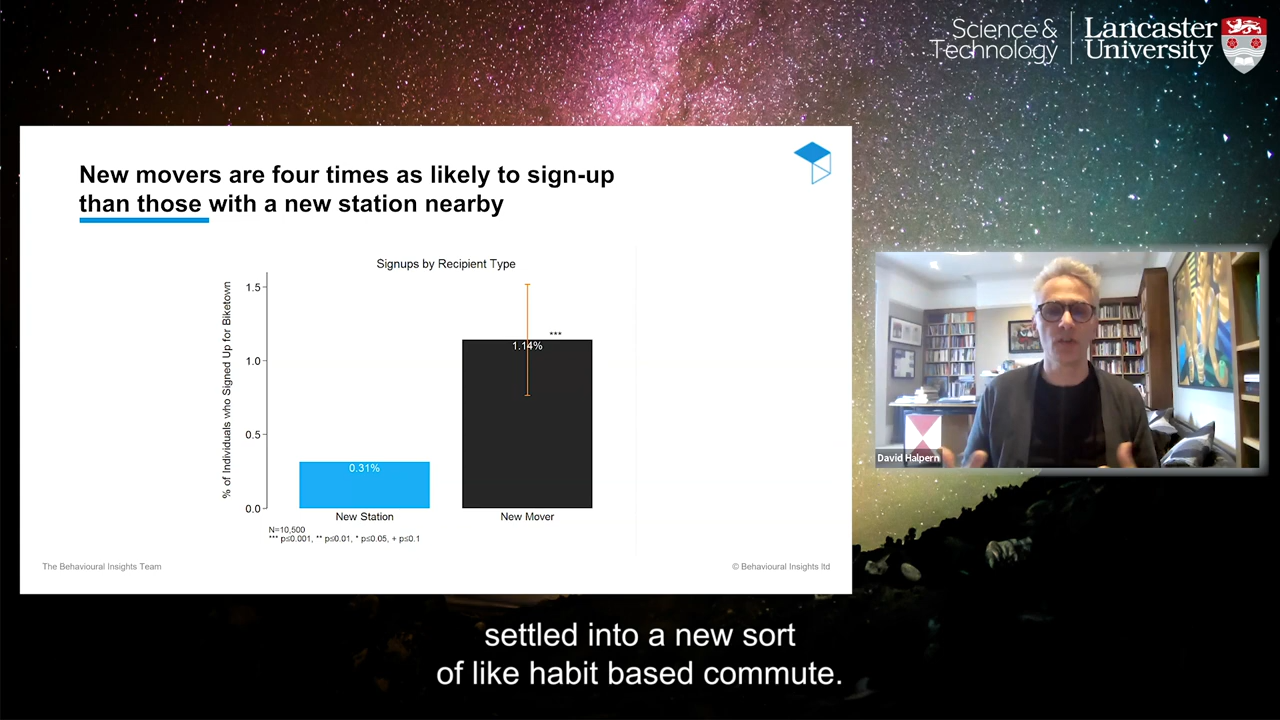 Science &
Technology
Lancaster
University
New movers are four times as likely to sign-up
than those with a new station nearby
Signups by Recipient Type
% of Individuals who Signed Up for Biketown
1.5
1.0
0.5
0.0
0.31%
1.14%
***
New Station
New Mover
N=10,500
*** p≤0.001, ** p≤0.01, * p≤0.05, + p≤0.1
The Behavioural Insights Team
© Behavioural Insights ltd
David Halpern
settled into a new sort
of like habit based commute.